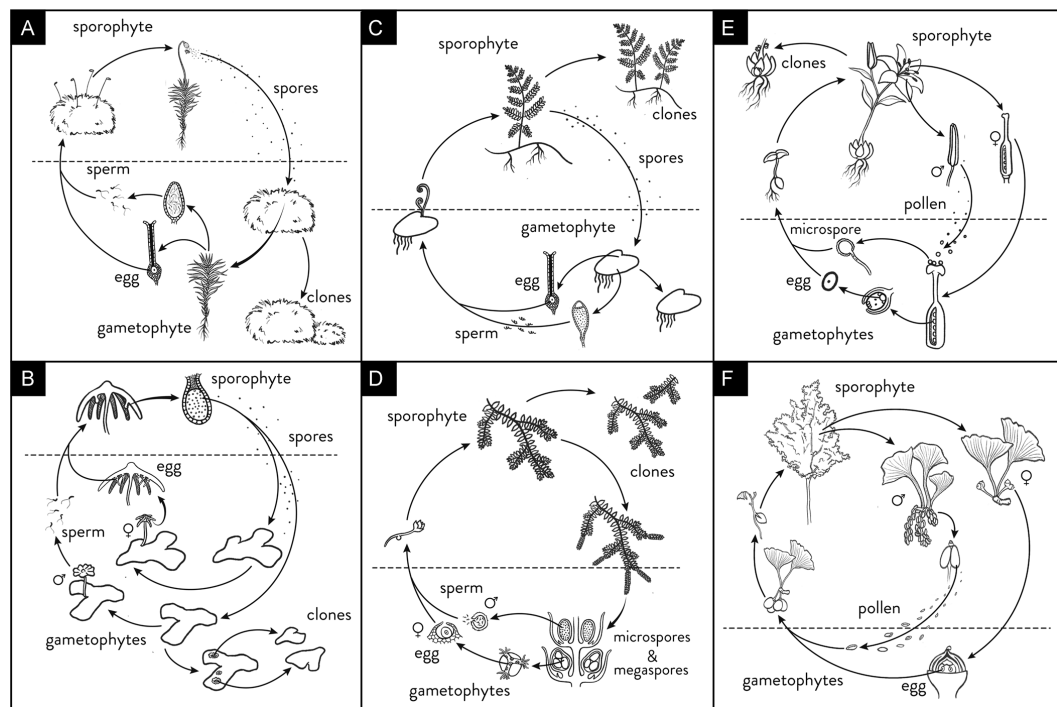 A
sporophyte
spores
sperm
egg
gametophyte
clones
B
sporophyte
spores
egg
♀
sperm
♂
gametophytes
clones
C
sporophyte
clones
spores
gametophyte
egg
sperm
D
sporophyte
clones
sperm
♂
♀
egg
microspores
&
megaspores
gametophytes
E
sporophyte
clones
♀
♂
pollen
microspore
egg
gametophytes
F
sporophyte
♂
♀
pollen
gametophytes
egg